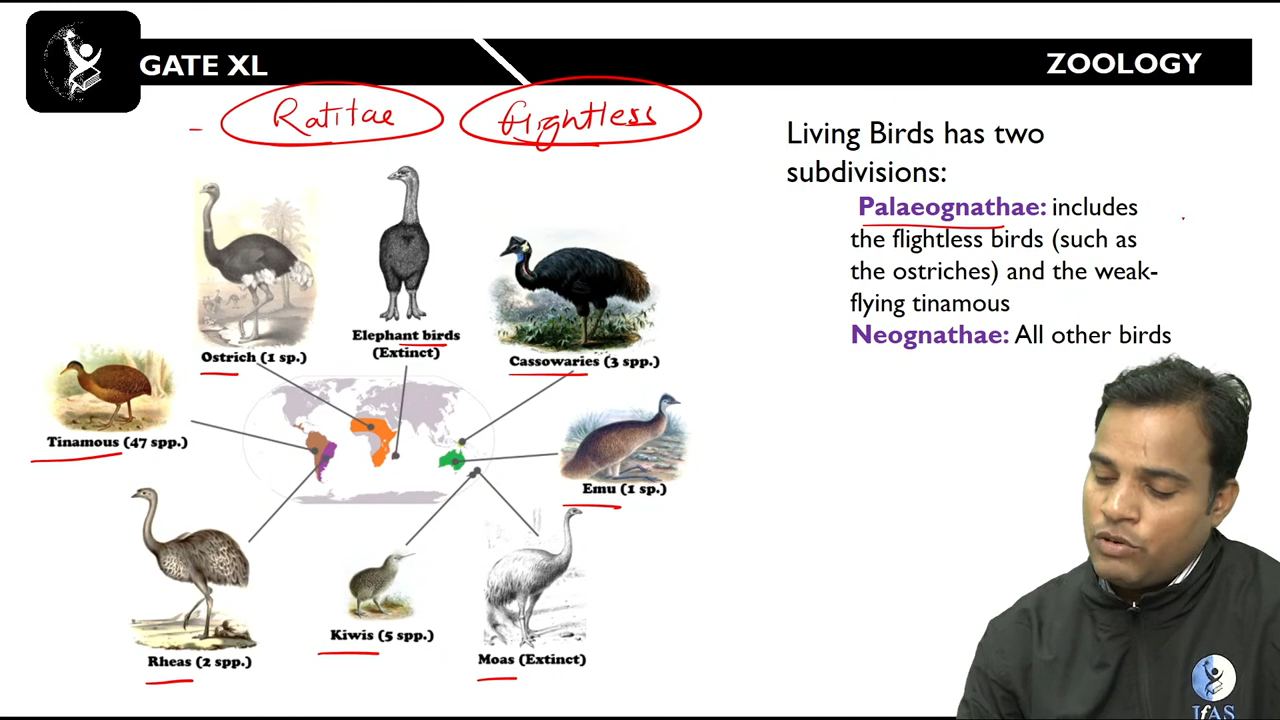 GATE XL
ZOOLOGY
Ratitae
flightless
Living Birds has two
subdivisions:
Palaeognathae: includes
the flightless birds (such as
the ostriches) and the weak-
flying tinamous
Neognathae: All other birds
Ostrich (1 sp.)
Elephant birds
(Extinct)
Cassowaries (3 spp.)
Tinamous (47 spp.)
Emu (1 sp.)
Rheas (2 spp.)
Kiwis (5 spp.)
Moas (Extinct)
IFAS